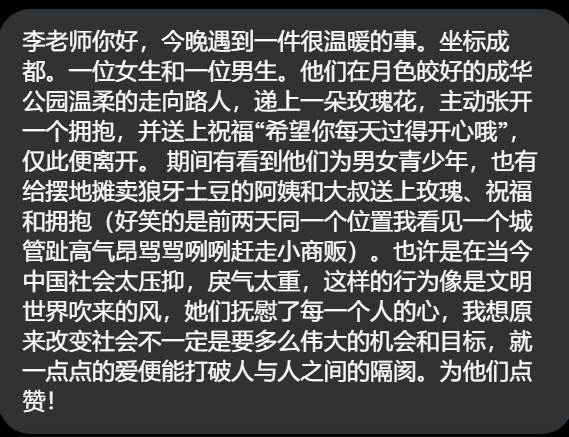 李老师你好，今晚遇到一件很温暖的事。坐标成
都。一位女生和一位男生。他们在月色皎好的成华
公园温柔的走向路人，递上一朵玫瑰花，主动张开
一个拥抱，并送上祝福“希望你每天过得开心哦”，
仅此便离开。 期间有看到他们为男女青少年，也有
给摆地摊卖狼牙土豆的阿姨和大叔送上玫瑰、祝福
和拥抱（好笑的是前两天同一个位置我看见一个城
管趾高气昂骂骂咧咧赶走小商贩）。也许是在当今
中国社会太压抑，戾气太重，这样的行为像是文明
世界吹来的风，她们抚慰了每一个人的心，我想原
来改变社会不一定是要多么伟大的机会和目标，就
一点点的爱便能打破人与人之间的隔阂。为他们点
赞！